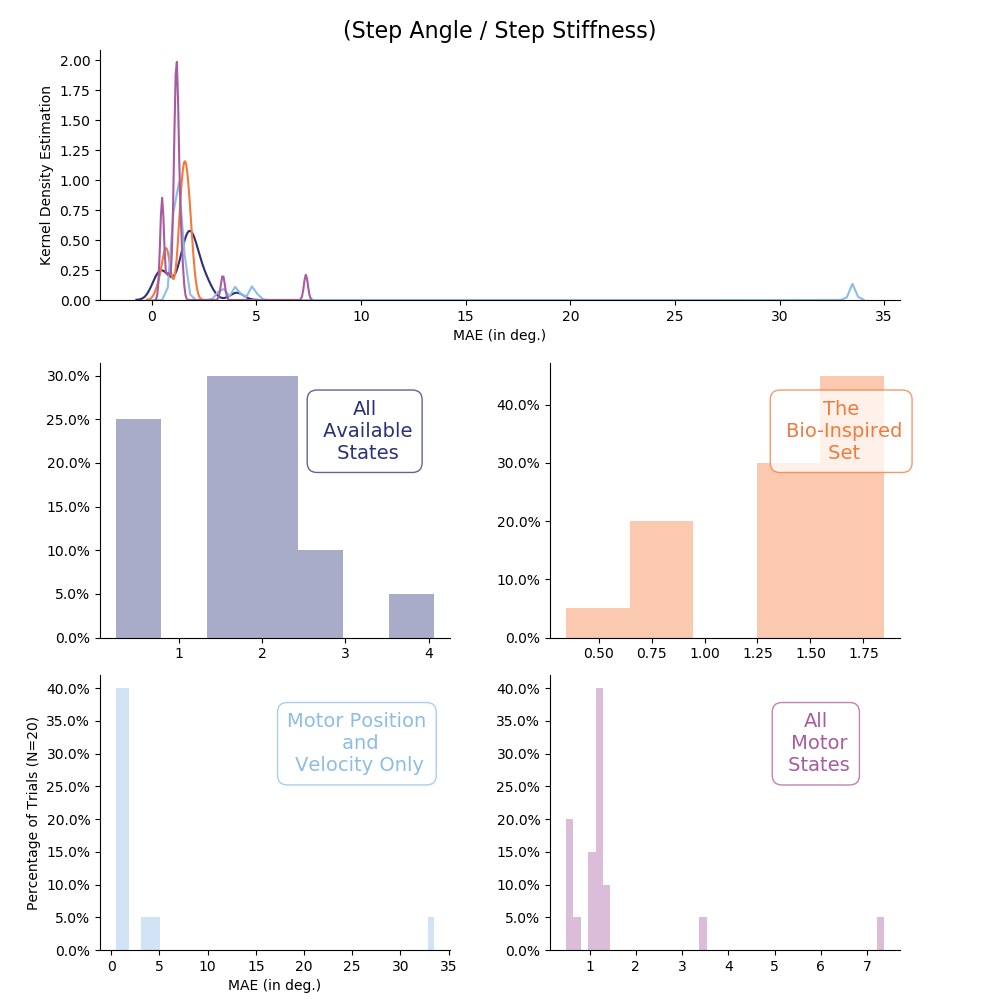 (Step Angle / Step Stiffness)
Kernel Density Estimation
2.00
1.75
1.50
1.25
1.00
0.75
0.50
0.25
0.00
0 5 10 15 20 25 30 35
MAE (in deg.)
30.0%
25.0%
20.0%
15.0%
10.0%
5.0%
0.0%
1 2 3 4
All
Available
States
40.0%
30.0%
20.0%
10.0%
0.0%
0.50 0.75 1.00 1.25 1.50 1.75
The
Bio-Inspired
Set
Percentage of Trials (N=20)
40.0%
35.0%
30.0%
25.0%
20.0%
15.0%
10.0%
5.0%
0.0%
0 5 10 15 20 25 30 35
MAE (in deg.)
Motor Position
and
Velocity Only
40.0%
35.0%
30.0%
25.0%
20.0%
15.0%
10.0%
5.0%
0.0%
1 2 3 4 5 6 7
All
Motor
States